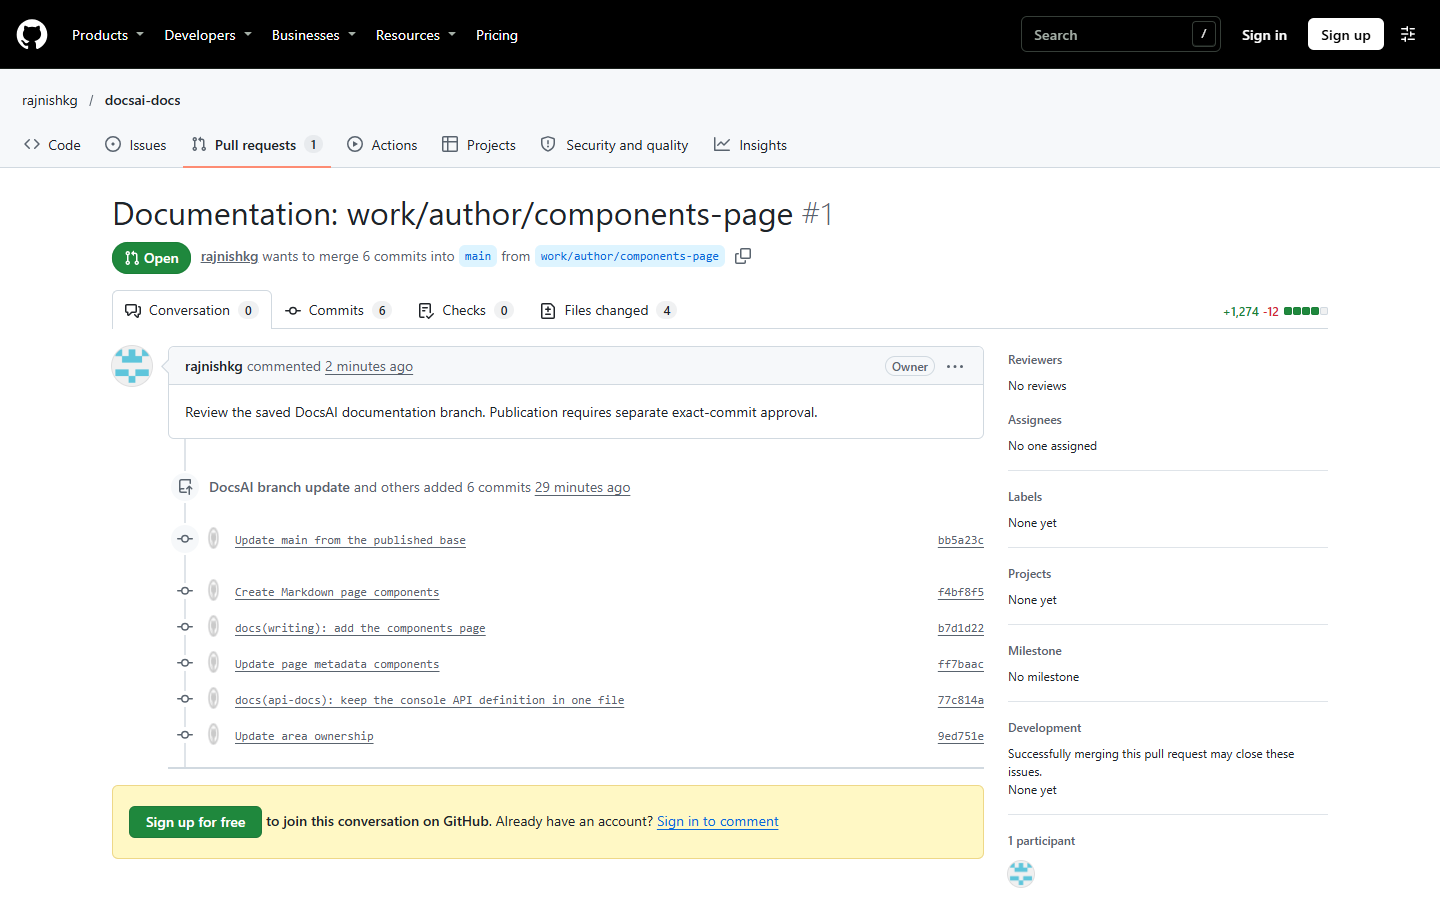 Products Developers Businesses Resources Pricing Search / Sign in Sign up
rajnishkg / docsai-docs
Code Issues Pull requests 1 Actions Projects Security and quality Insights
Documentation: work/author/components-page #1
Open rajnishkg wants to merge 6 commits into main from work/author/components-page
Conversation 0 Commits 6 Checks 0 Files changed 4 +1,274 -12
rajnishkg commented 2 minutes ago Owner
Review the saved DocsAI documentation branch. Publication requires separate exact-commit approval.
DocsAI branch update and others added 6 commits 29 minutes ago
Update main from the published base bb5a23c
Create Markdown page components f4bf8f5
docs(writing): add the components page b7d1d22
Update page metadata components ff7baac
docs(api-docs): keep the console API definition in one file 77c814a
Update area ownership 9ed751e
Sign up for free to join this conversation on GitHub. Already have an account? Sign in to comment
Reviewers
No reviews
Assignees
No one assigned
Labels
None yet
Projects
None yet
Milestone
No milestone
Development
Successfully merging this pull request may close these
issues.
None yet
1 participant